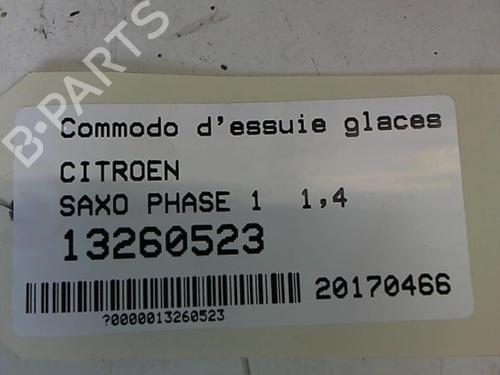 B-PARTS
Commodo d'essuie glaces
CITROEN
SAXO PHASE 1 1,4
13260523
20170466
?0000013260523